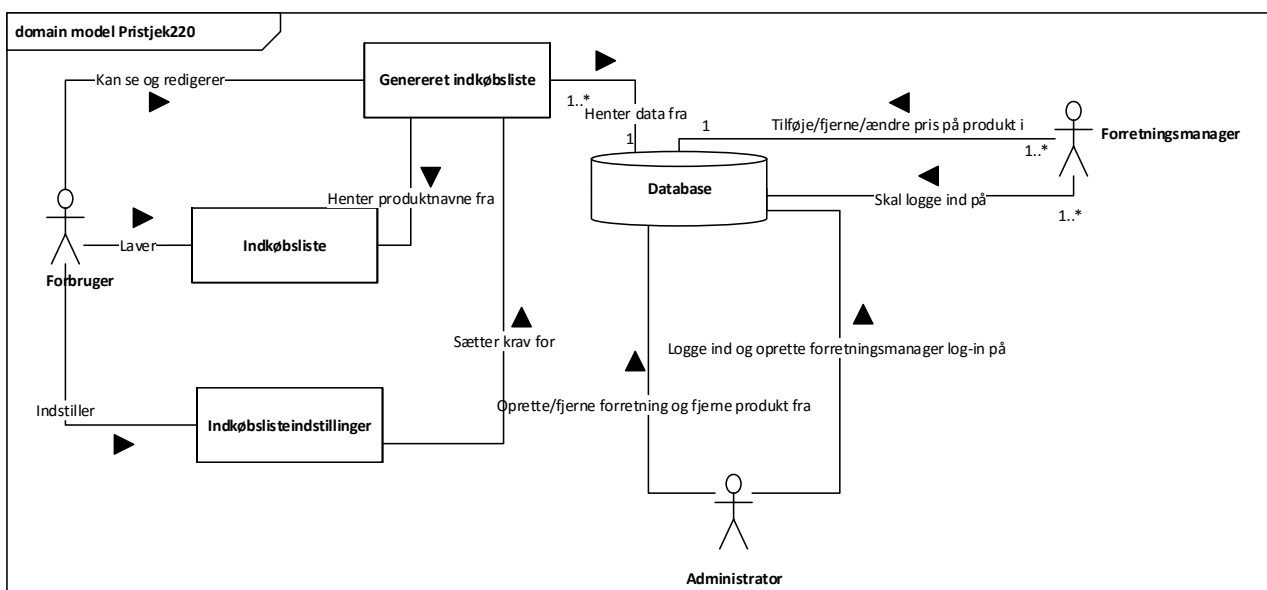 domain model Pristjek220
Kan se og redigerer
Genereret indkøbsliste
1..*
Henter data fra
1
1
Tilføje/fjerne/ændre pris på produkt i
1..*
Forretningsmanager
Database
Skal logge ind på
1..*
Henter produktnavne fra
Laver
Indkøbsliste
Forbruger
Sætter krav for
Logge ind og oprette forretningsmanager log-in på
Indstiller
Indkøbslisteindstillinger
Oprette/fjerne forretning og fjerne produkt fra
Administrator